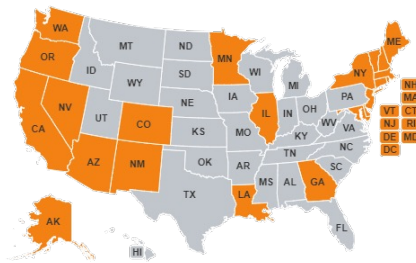 WA
ME
MT
ND
MN
OR
ID
SD
WI
NY
WY
MI
NH
IA
PA
MA
NE
NV
IL
IN
OH
VT
CT
UT
CO
WV
NJ
RI
CA
KS
MO
KY
VA
DE
MD
NC
DC
TN
AZ
NM
OK
AR
SC
MS
AL
GA
TX
LA
AK
FL
HI